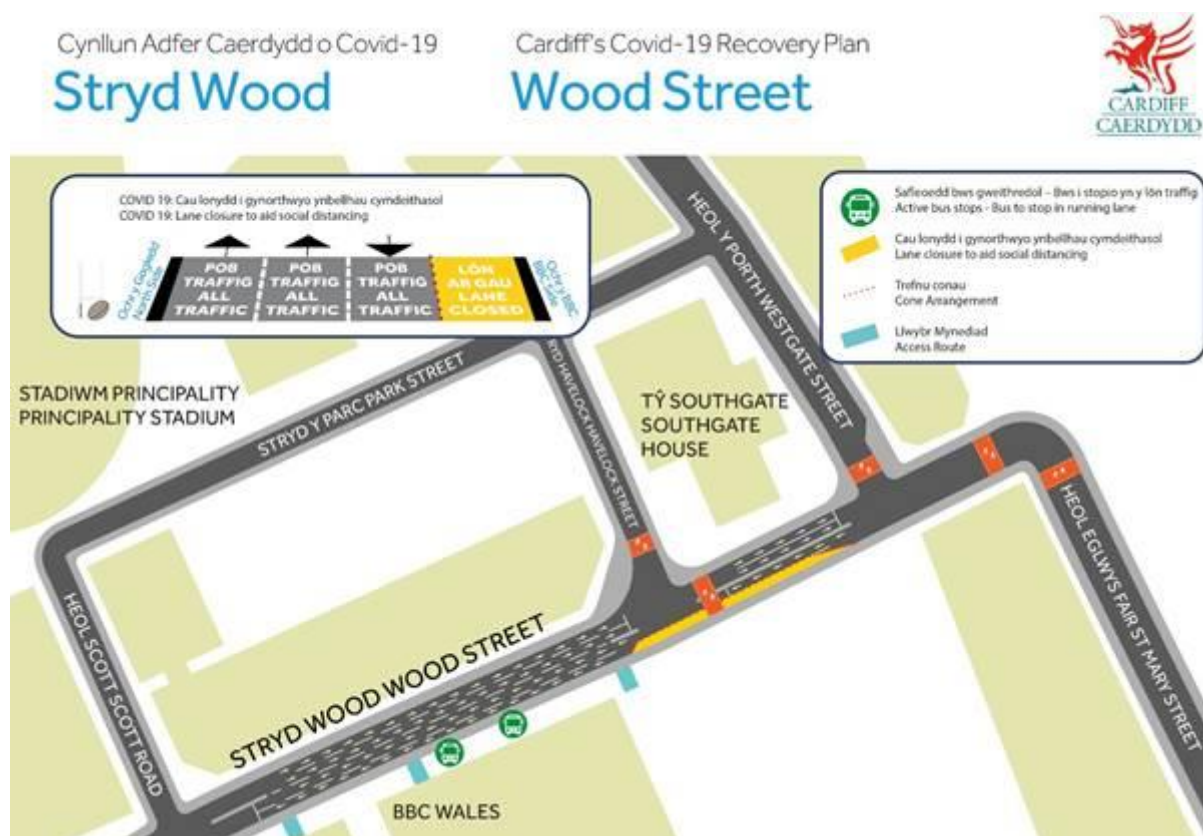 Cynllun Adfer Caerdydd o Covid-19
Stryd Wood
Cardiff's Covid-19 Recovery Plan
Wood Street
CARDIFF
CAERDYDD
COVID 19: Cau lonydd i gynorthwyo ynbellhau cymdeithasol
COVID 19: Lane closure to aid social distancing
Ochr y Gogledd
North Side
POB
TRAFFIG
ALL
TRAFFIC
POB
TRAFFIG
ALL
TRAFFIC
POB
TRAFFIG
ALL
TRAFFIC
LÔN
AR GAU
LANE
CLOSED
Ochr y BBC
BBC Side
Safleoedd bws gweithredol - Bws i stopio yn y lôn traffig
Active bus stops - Bus to stop in running lane
Cau lonydd i gynorthwyo ynbellhau cymdeithasol
Lane closure to aid social distancing
Trefnu conau
Cone Arrangement
Llwybr Mynediad
Access Route
HEOL Y PORTH WESTGATE STREET
STADIWM PRINCIPALITY
PRINCIPALITY STADIUM
STRYD Y PARC PARK STREET
HAVELOCK HAVELOCK STREET
TŶ SOUTHGATE
SOUTHGATE
HOUSE
HEOL EGLWYS FAIR ST MARY STREET
HEOL SCOTT SCOTT ROAD
STRYD WOOD WOOD STREET
BBC WALES